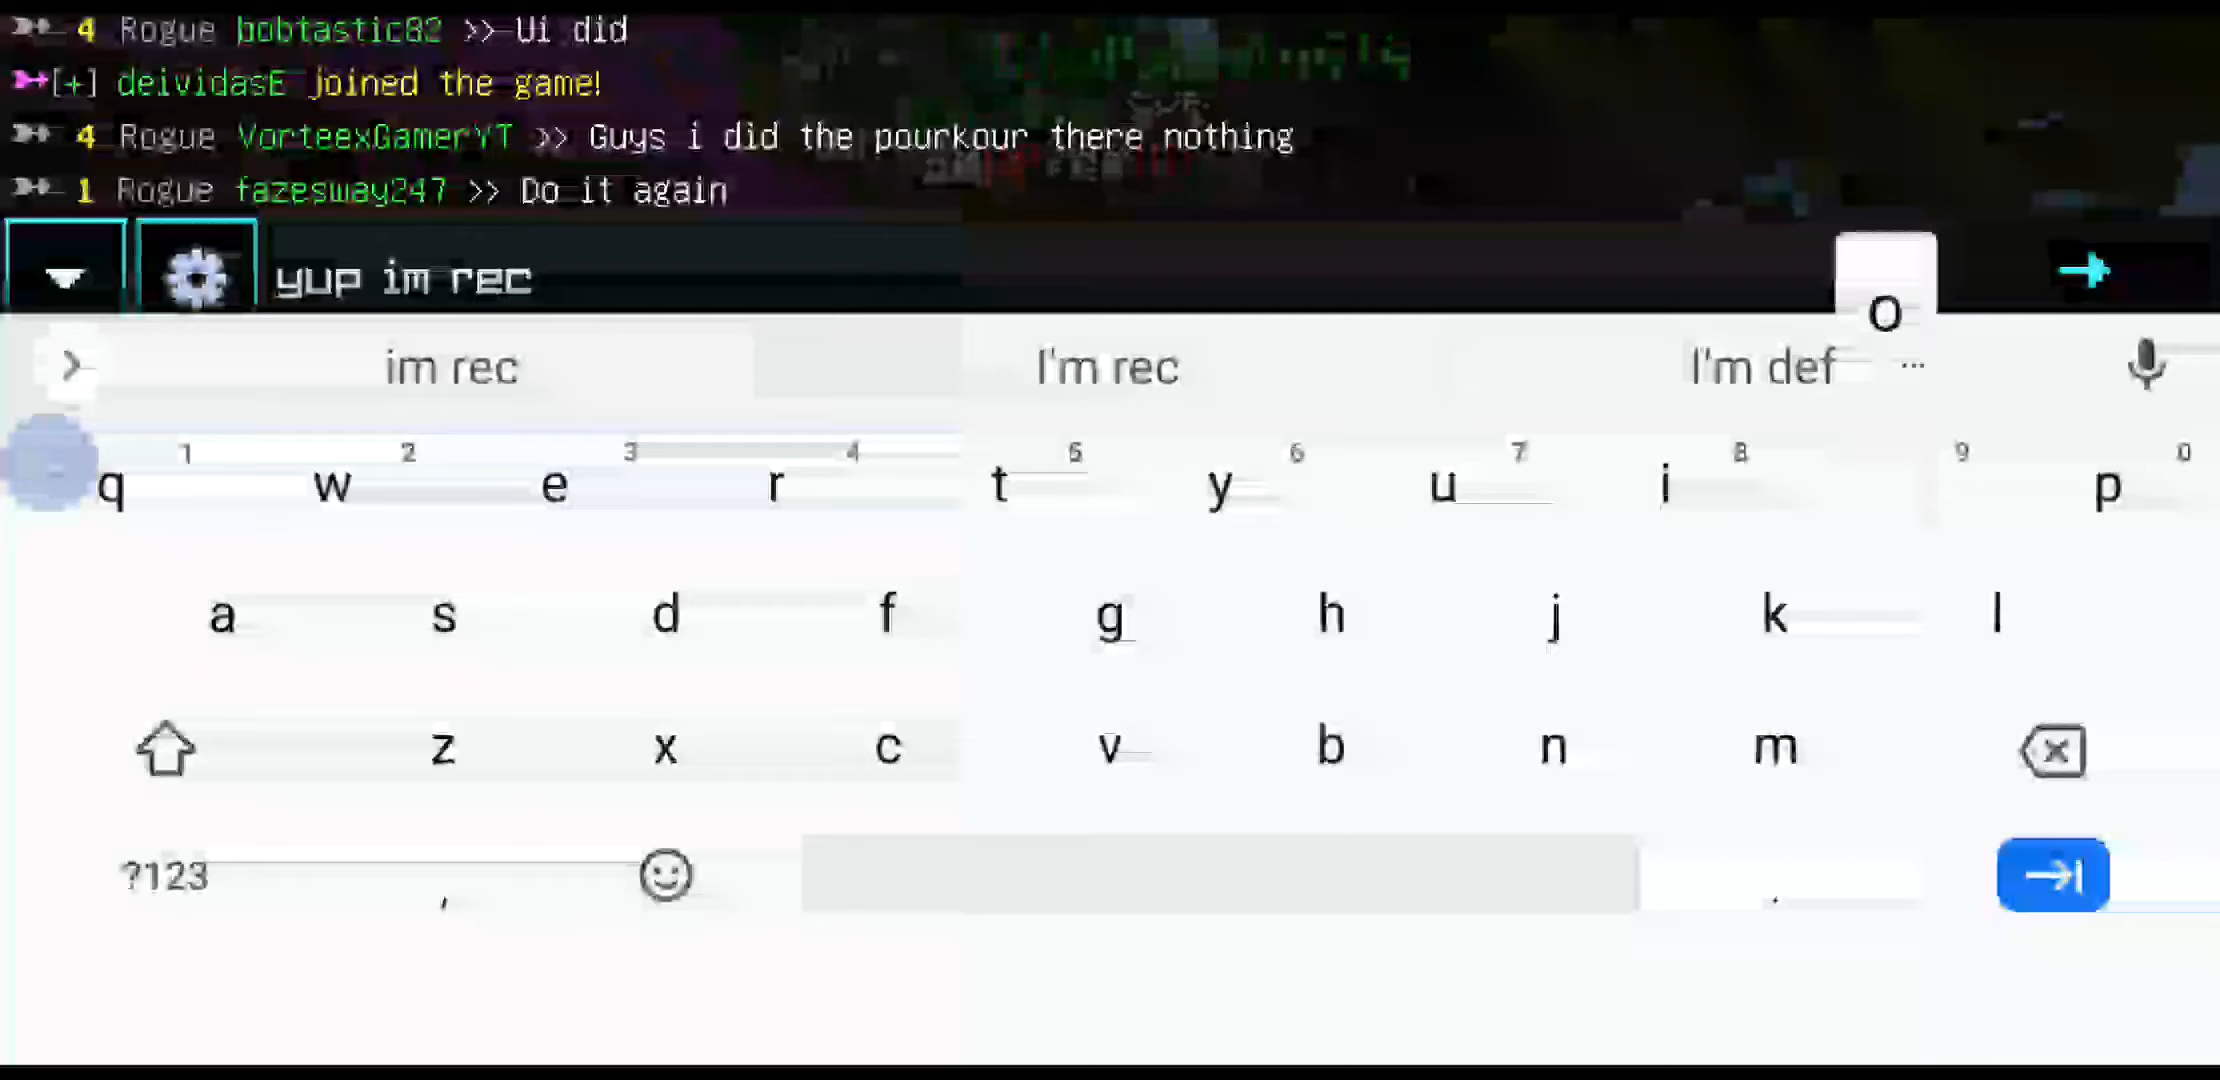 4 Rogue bobtastic82 >> Ui did
[+] deividasE joined the game!
4 Rogue VorteexGamerYT >> Guys i did the pourkour there nothing
1 Rogue fazesway247 >> Do it again
yup im rec
o
im rec I'm rec I'm def ...
1 2 3 4 5 6 7 8 9 0
q w e r t y u i p
a s d f g h j k l
z x c v b n m
?123 , .